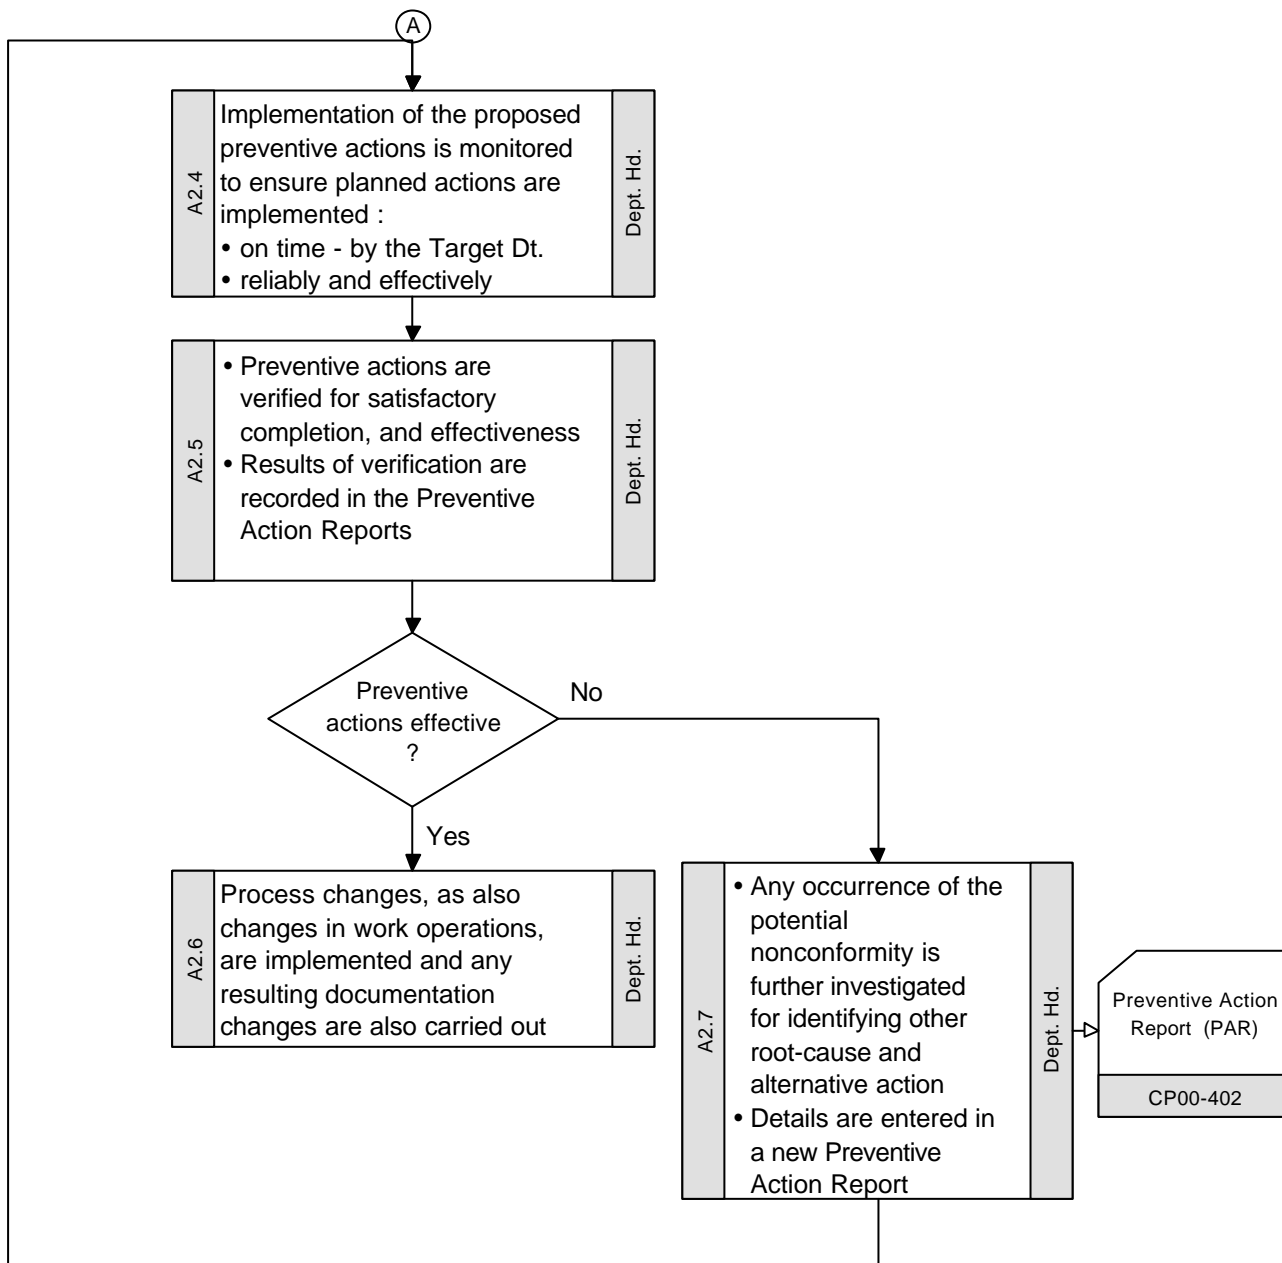 A
A2.4
Implementation of the proposed
preventive actions is monitored
to ensure planned actions are
implemented :
• on time - by the Target Dt.
• reliably and effectively
Dept. Hd.
A2.5
• Preventive actions are
verified for satisfactory
completion, and effectiveness
• Results of verification are
recorded in the Preventive
Action Reports
Dept. Hd.
Preventive
actions effective
?
No
Yes
A2.6
Process changes, as also
changes in work operations,
are implemented and any
resulting documentation
changes are also carried out
Dept. Hd.
A2.7
• Any occurrence of the
potential
nonconformity is
further investigated
for identifying other
root-cause and
alternative action
• Details are entered in
a new Preventive
Action Report
Dept. Hd.
Preventive Action
Report (PAR)
CP00-402